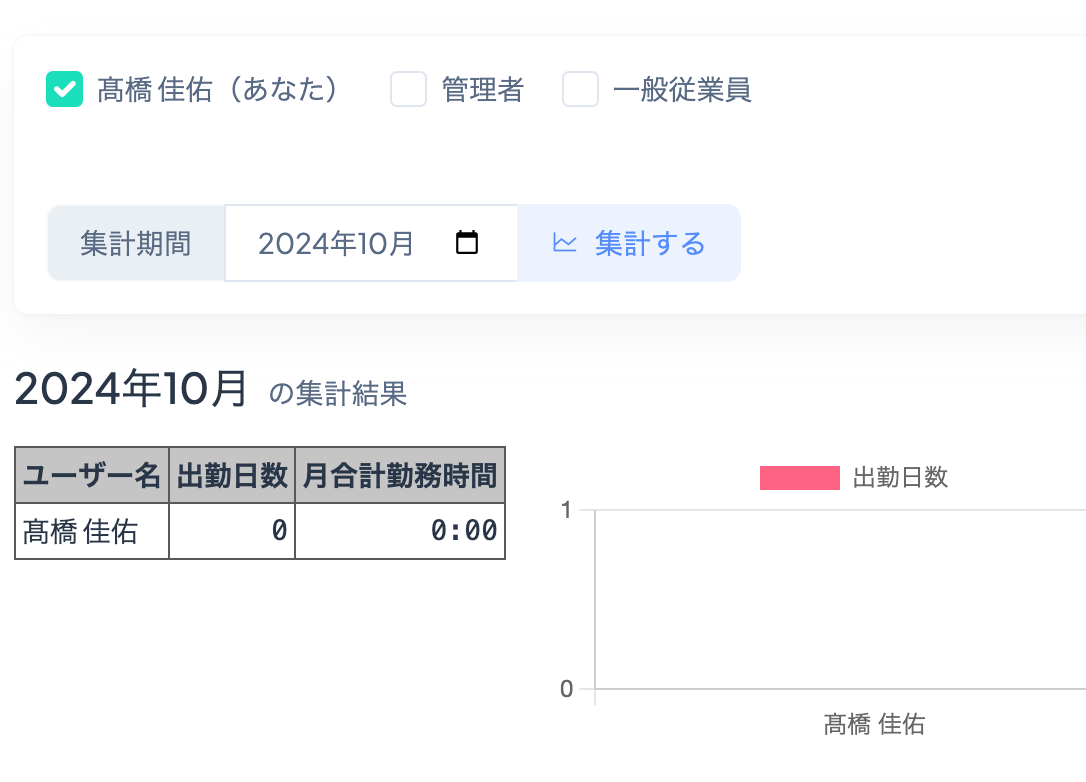 髙橋 佳佑（あなた） 管理者 一般従業員
集計期間 2024年10月 集計する
2024年10月 の集計結果
ユーザー名 出勤日数 月合計勤務時間
髙橋 佳佑 0 0:00
出勤日数
1
0
髙橋 佳佑